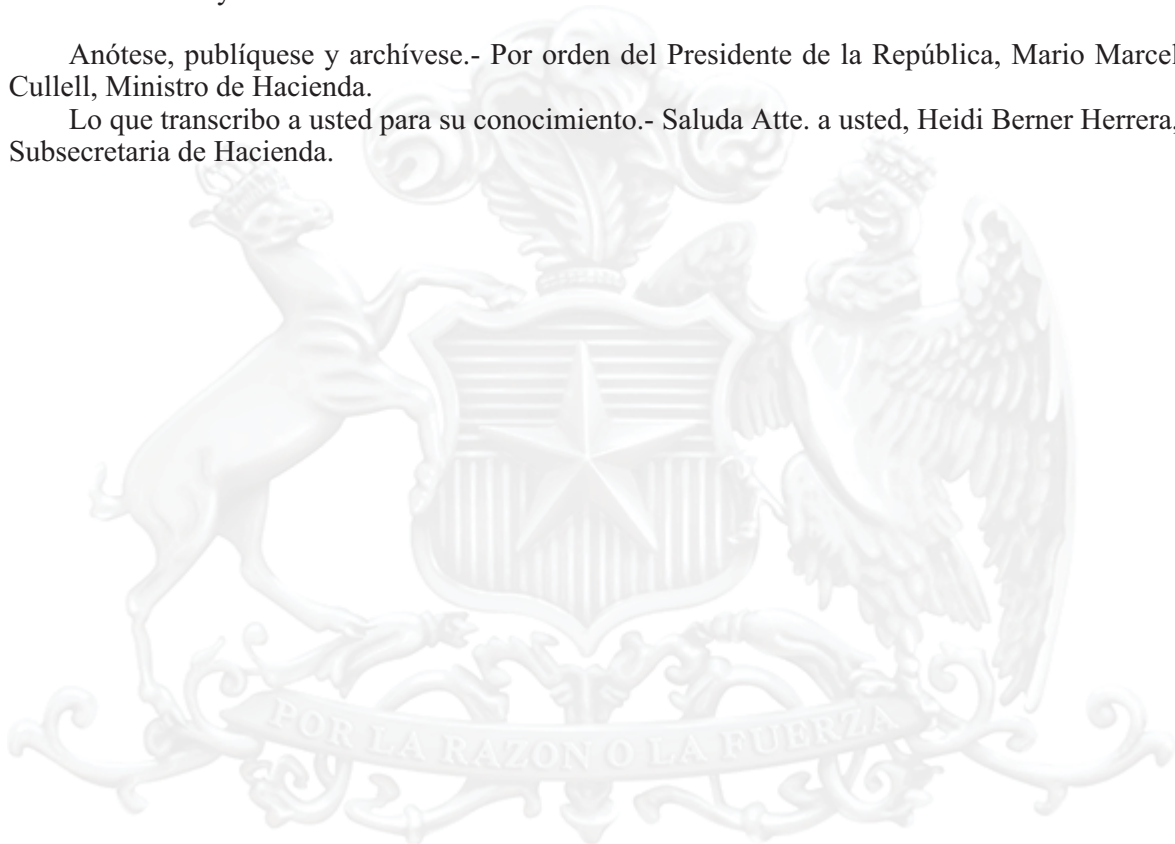 Anótese, publíquese y archívese.- Por orden del Presidente de la República, Mario Marcel
Cullell, Ministro de Hacienda.
Lo que transcribo a usted para su conocimiento.- Saluda Atte. a usted, Heidi Berner Herrera,
Subsecretaria de Hacienda.
POR LA RAZON O LA FUERZA